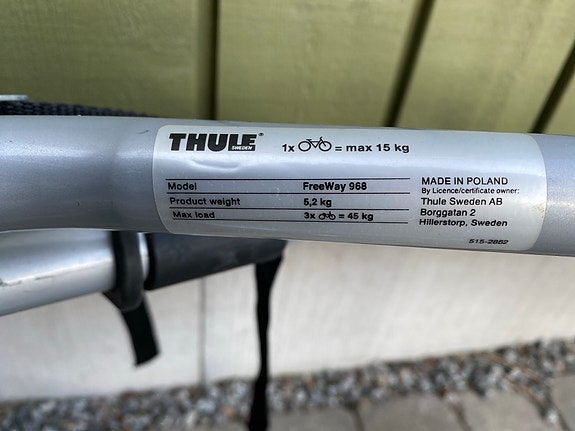 THULE®
SWEDEN
1x = max 15 kg
Model FreeWay 968
Product weight 5,2 kg
Max load 3x = 45 kg
MADE IN POLAND
By Licence/certificate owner:
Thule Sweden AB
Borggatan 2
Hillerstorp, Sweden
515-2862